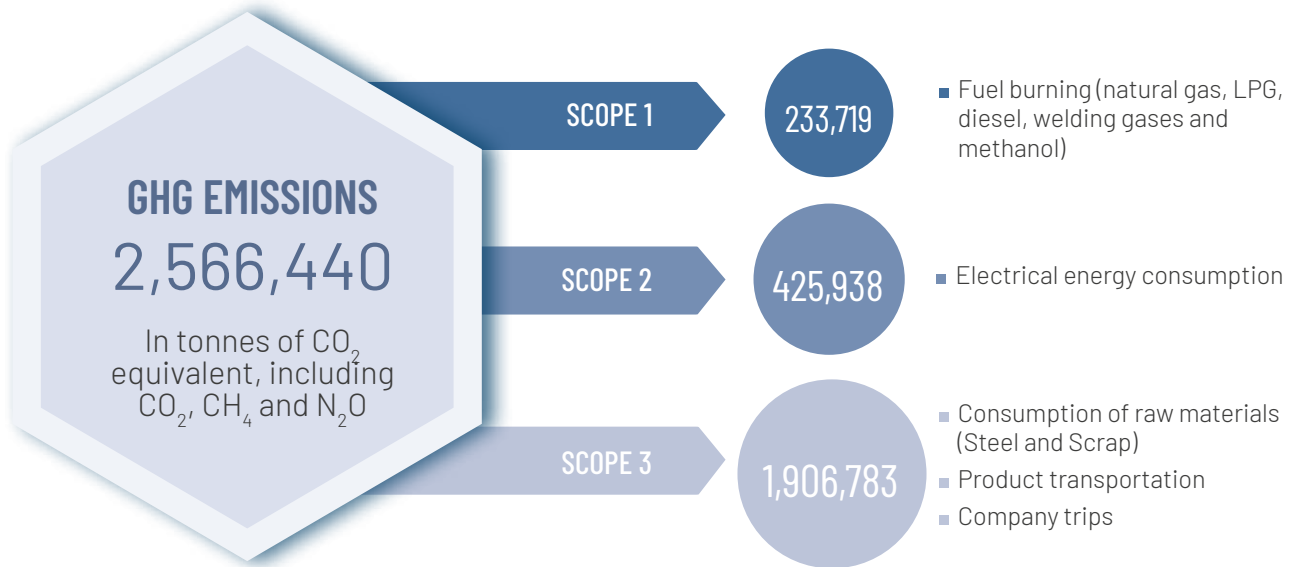 GHG EMISSIONS
2,566,440
In tonnes of CO₂
equivalent, including
CO₂, CH₄ and N₂O
SCOPE 1
233,719
Fuel burning (natural gas, LPG,
diesel, welding gases and
methanol)
SCOPE 2
425,938
Electrical energy consumption
SCOPE 3
1,906,783
Consumption of raw materials
(Steel and Scrap)
Product transportation
Company trips